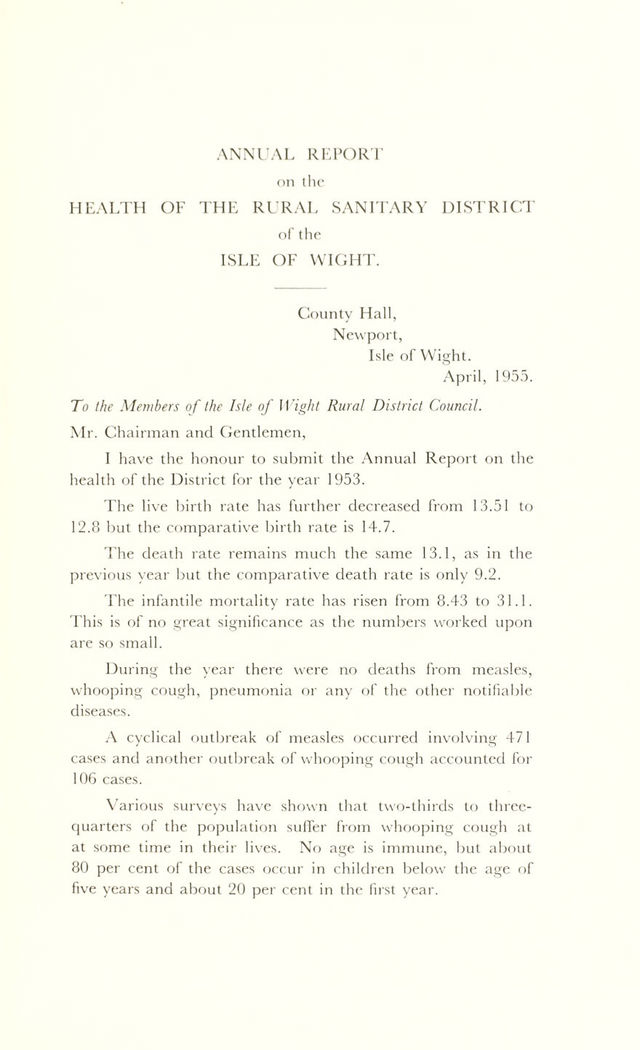 ANNUAL REPORT
on the
HEALTH OF THE RURAL SANITARY DISTRICT
of the
ISLE OF WIGHT.
County Hall,
Newport,
Isle of Wight.
April, 1955.
To the Members of the Isle of Wight Rural District Council.
Mr. Chairman and Gentlemen,
I have the honour to submit the Annual Report on the
health of the District for the year 1953.
The live birth rate has further decreased from 13.51 to
12.8 but the comparative birth rate is 14.7.
The death rate remains much the same 13.1, as in the
previous year but the comparative death rate is only 9.2.
The infantile mortality rate has risen from 8.43 to 31.1.
This is of no great significance as the numbers worked upon
are so small.
During the year there were no deaths from measles,
whooping cough, pneumonia or any of the other notifiable
diseases.
A cyclical outbreak of measles occurred involving 471
cases and another outbreak of whooping cough accounted for
106 cases.
Various surveys have shown that two-thirds to three-
quarters of the population suffer from whooping cough at
at some time in their lives. No age is immune, but about
80 per cent of the cases occur in children below the age of
five years and about 20 per cent in the first year.